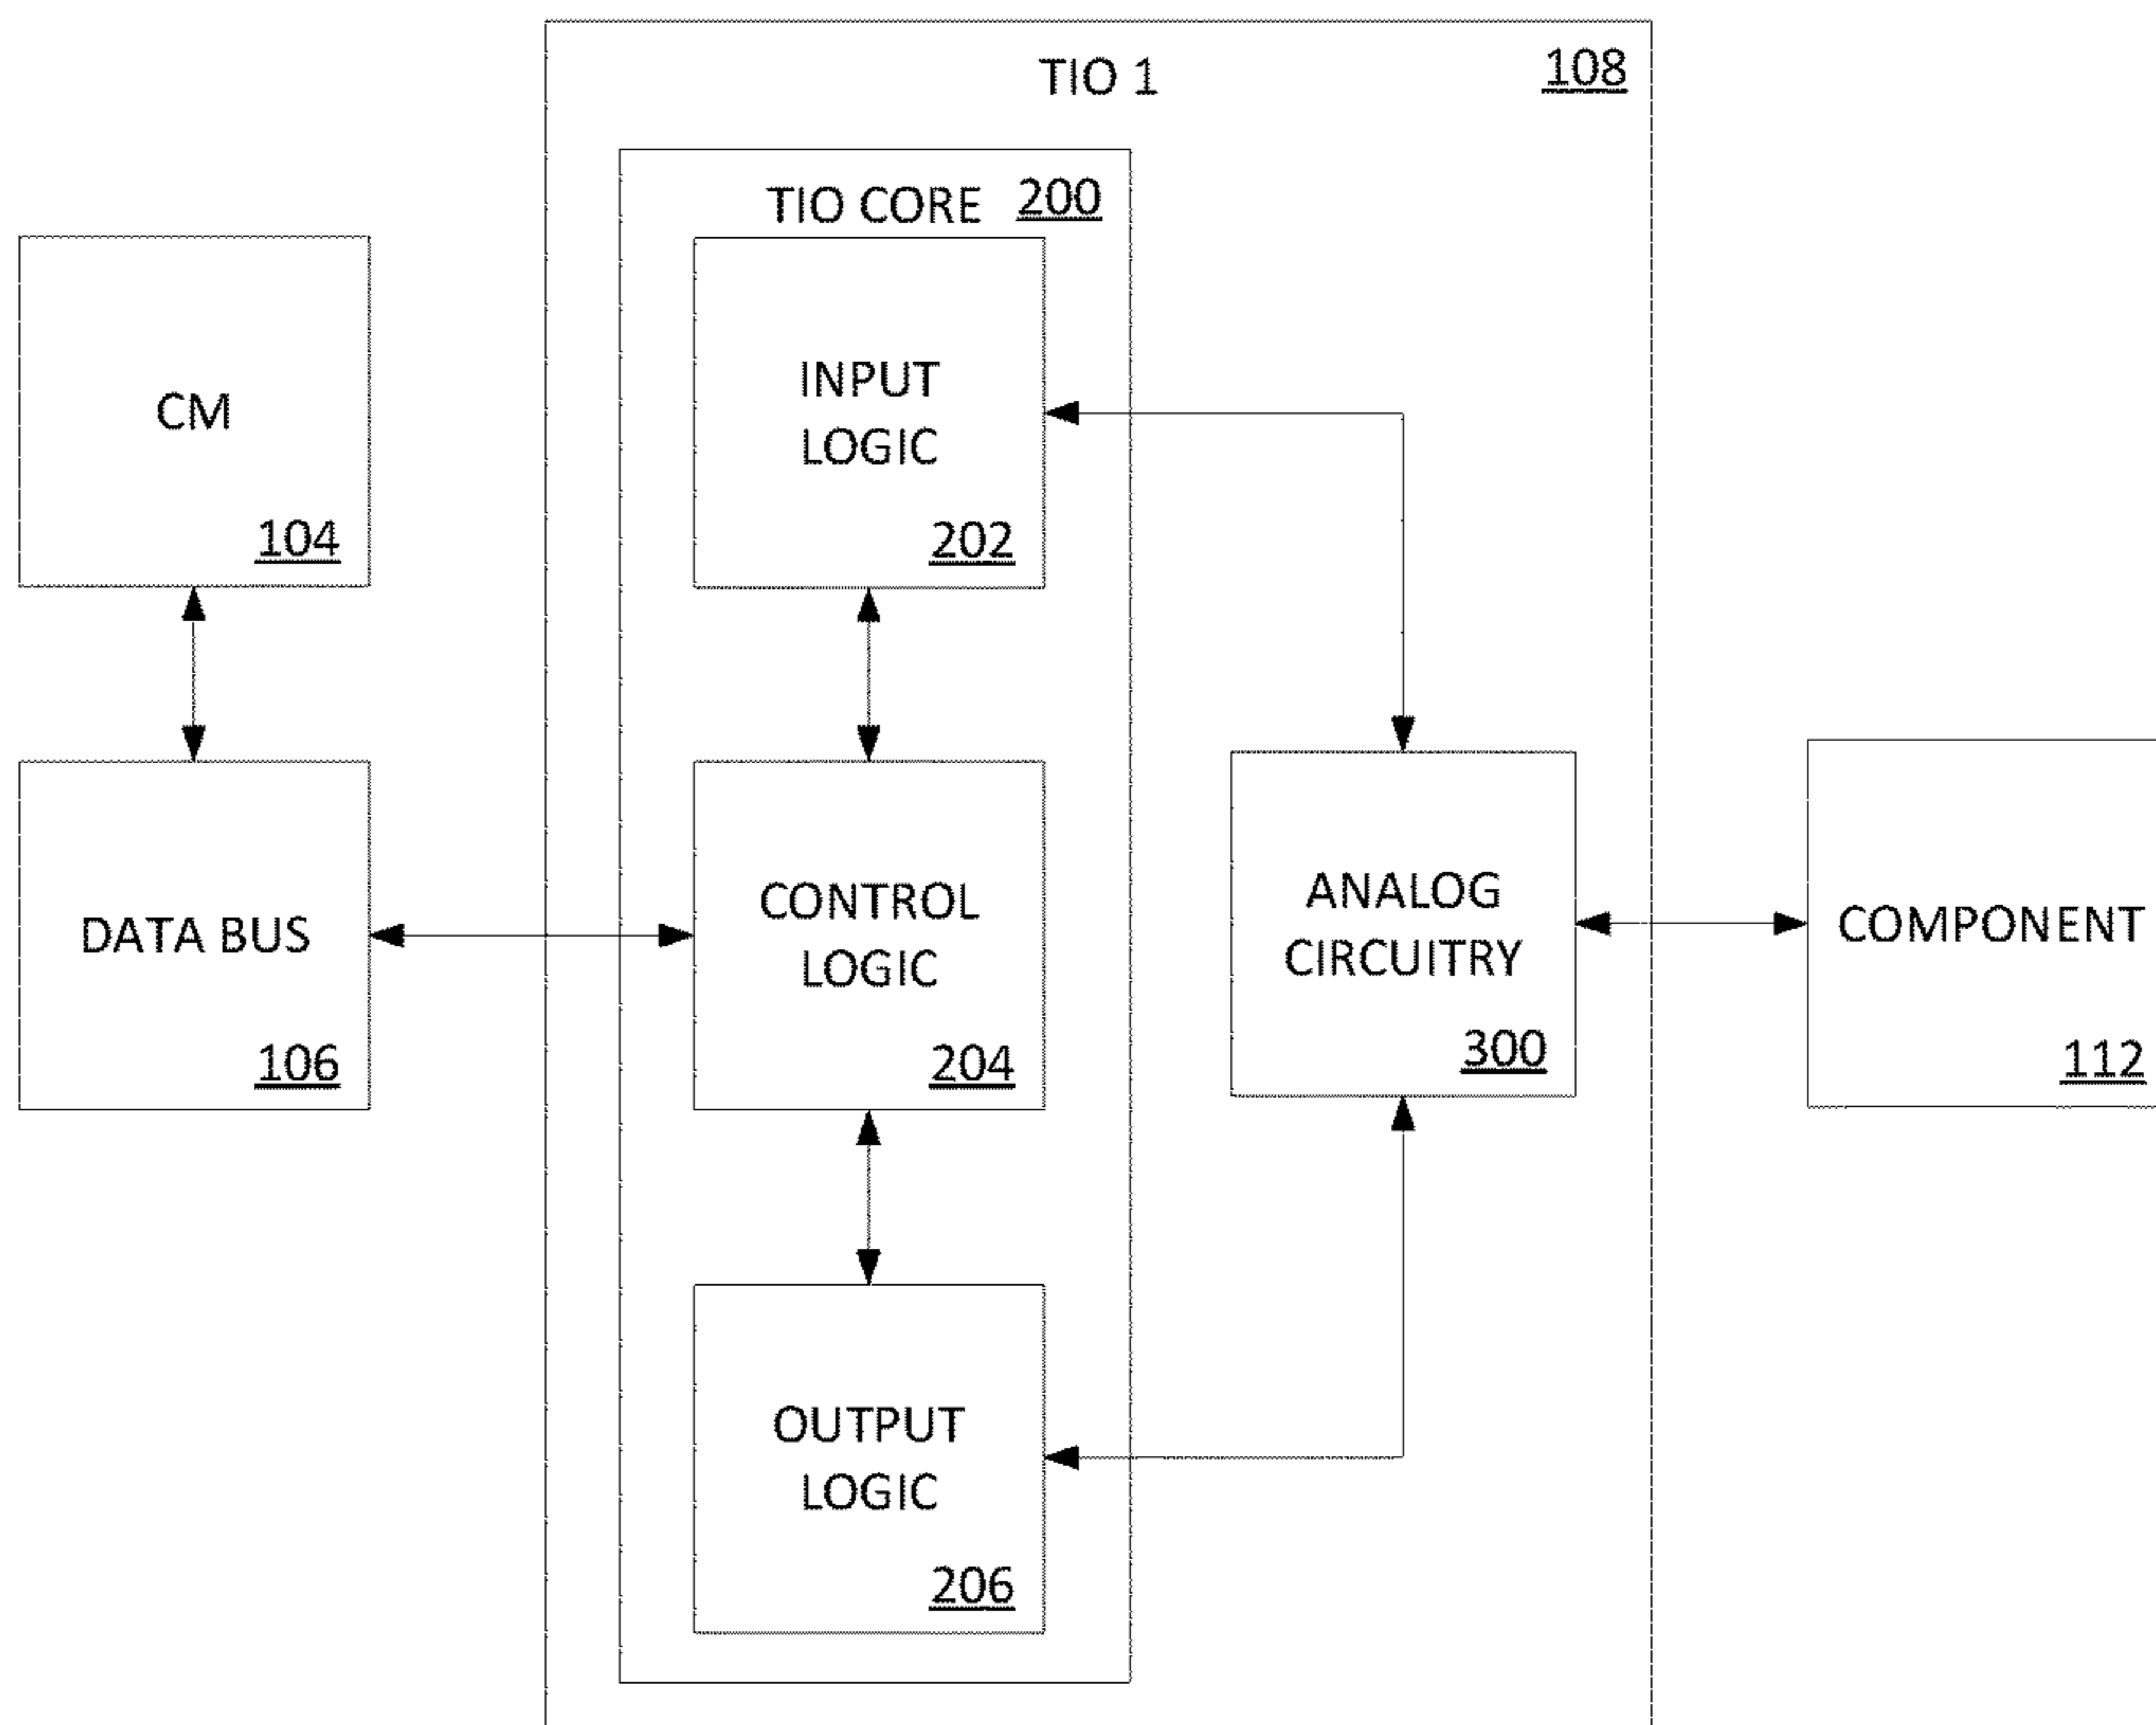 TIO 1
108
TIO CORE 200
CM
104
INPUT
LOGIC
202
DATA BUS
106
CONTROL
LOGIC
204
ANALOG
CIRCUITRY
300
COMPONENT
112
OUTPUT
LOGIC
206